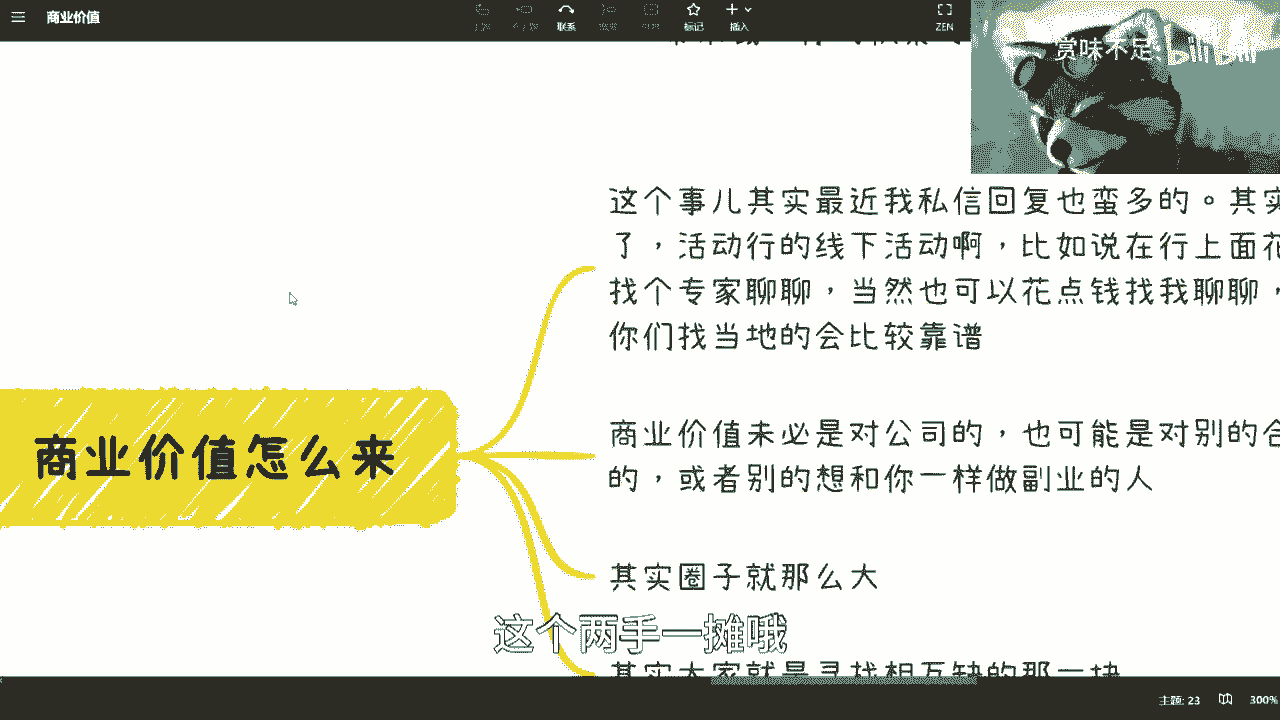 商业价值
联系
标记
插入
ZEN
赏味不足 bilibili
这个事儿其实最近我私信回复也蛮多的。其实
了，活动行的线下活动啊，比如说在行上面花
找个专家聊聊，当然也可以花点钱找我聊聊，
你们找当地的会比较靠谱
商业价值怎么来
商业价值未必是对公司的，也可能是对别的合
的，或者别的想和你一样做副业的人
其实圈子就那么大
这个两手一摊哦
其实大家就是寻找相互缺的那一块
主题: 23
300%